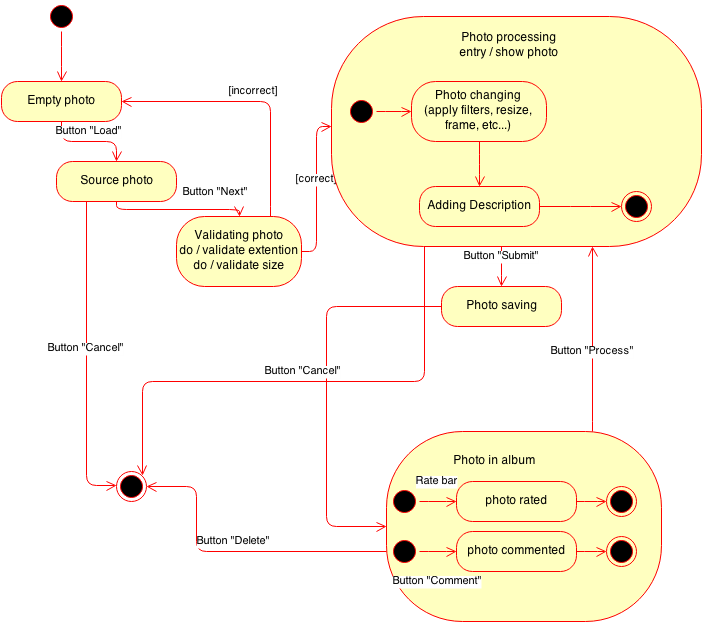 Photo processing
entry / show photo
Empty photo
[incorrect]
Photo changing
(apply filters, resize,
frame, etc...)
Button "Load"
Source photo
[correct]
Button "Next"
Adding Description
Validating photo
do / validate extention
do / validate size
Button "Submit"
Photo saving
Button "Cancel"
Button "Process"
Button "Cancel"
Photo in album
Rate bar
photo rated
Button "Delete"
photo commented
Button "Comment"